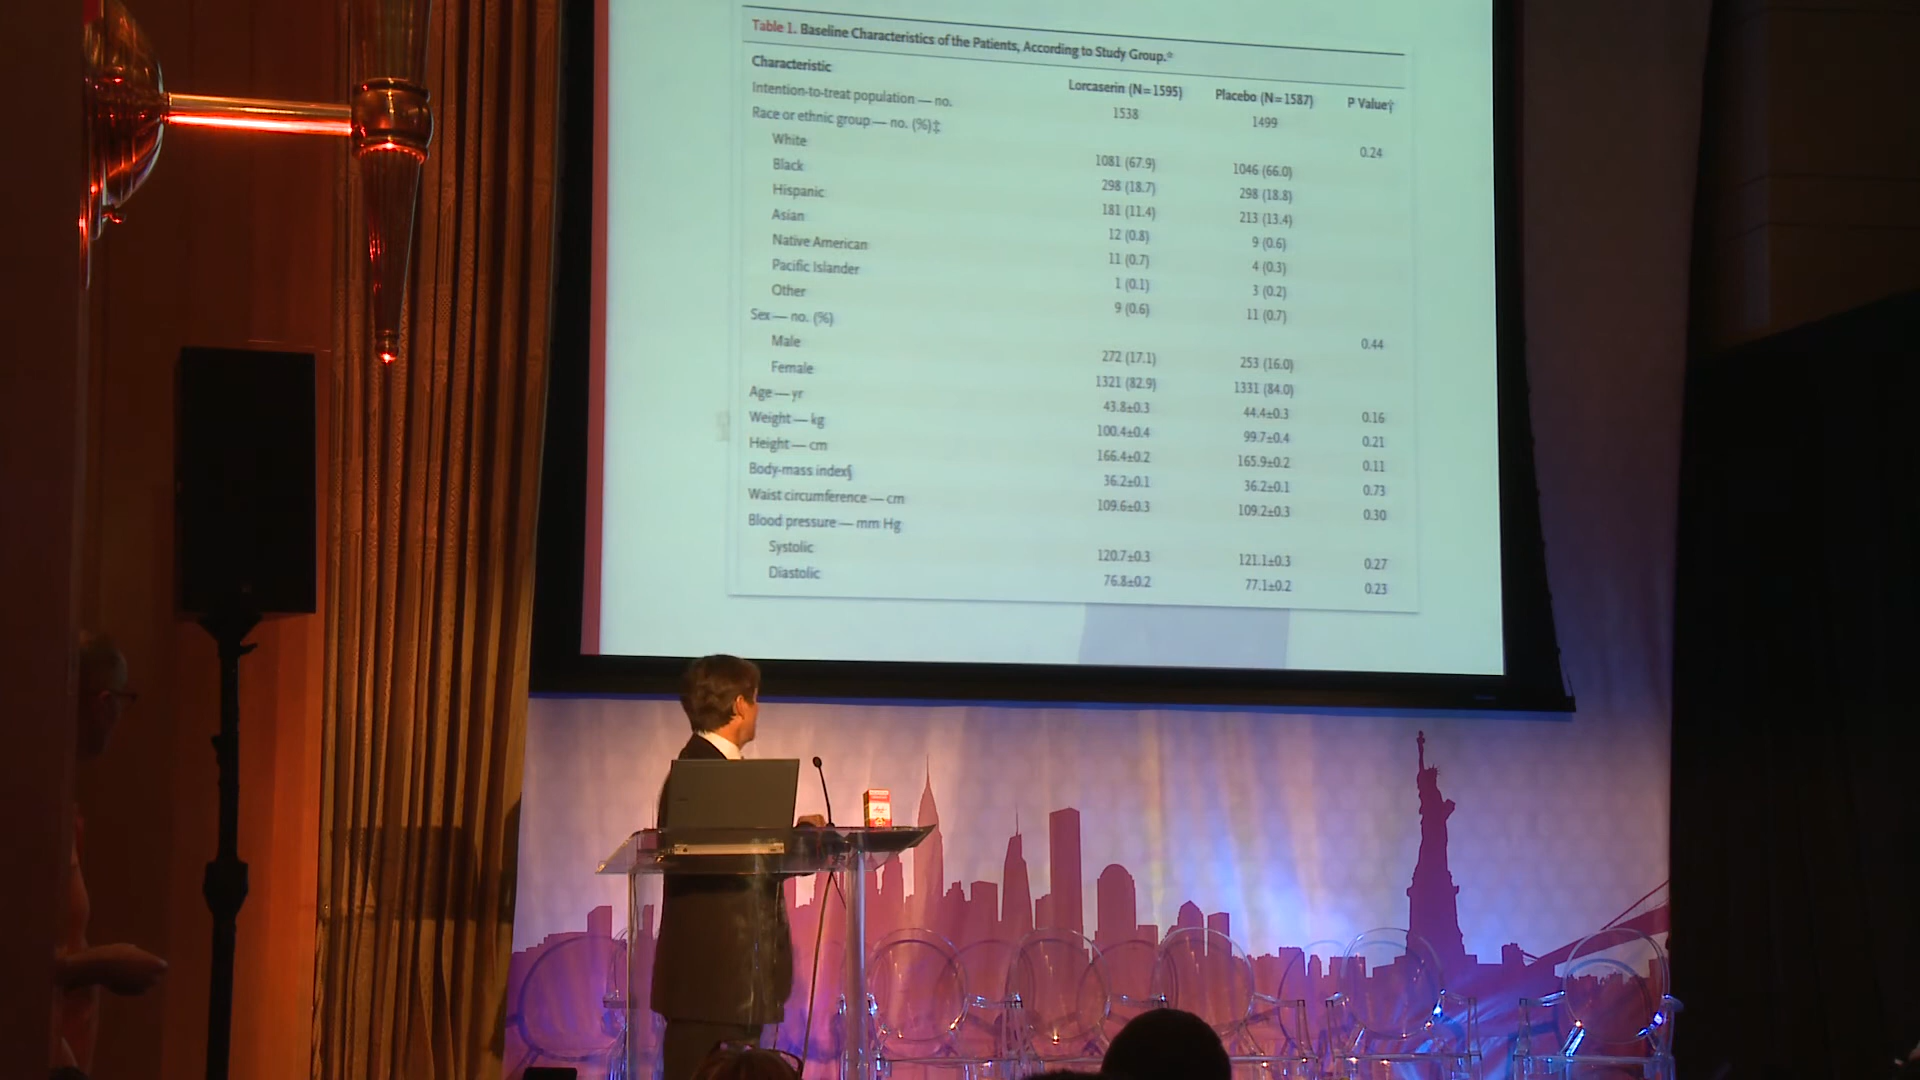 Table 1. Baseline Characteristics of the Patients, According to Study Group.*
Characteristic Lorcaserin (N=1595) Placebo (N=1587) P Value†
Intention-to-treat population — no. 1538 1499
Race or ethnic group — no. (%)‡ 0.24
White 1081 (67.9) 1046 (66.0)
Black 298 (18.7) 298 (18.8)
Hispanic 181 (11.4) 213 (13.4)
Asian 12 (0.8) 9 (0.6)
Native American 11 (0.7) 4 (0.3)
Pacific Islander 1 (0.1) 3 (0.2)
Other 9 (0.6) 11 (0.7)
Sex — no. (%) 0.44
Male 272 (17.1) 253 (16.0)
Female 1321 (82.9) 1331 (84.0)
Age — yr 43.8±0.3 44.4±0.3 0.16
Weight — kg 100.4±0.4 99.7±0.4 0.21
Height — cm 166.4±0.2 165.9±0.2 0.11
Body-mass index§ 36.2±0.1 36.2±0.1 0.73
Waist circumference — cm 109.6±0.3 109.2±0.3 0.30
Blood pressure — mm Hg
Systolic 120.7±0.3 121.1±0.3 0.27
Diastolic 76.8±0.2 77.1±0.2 0.23